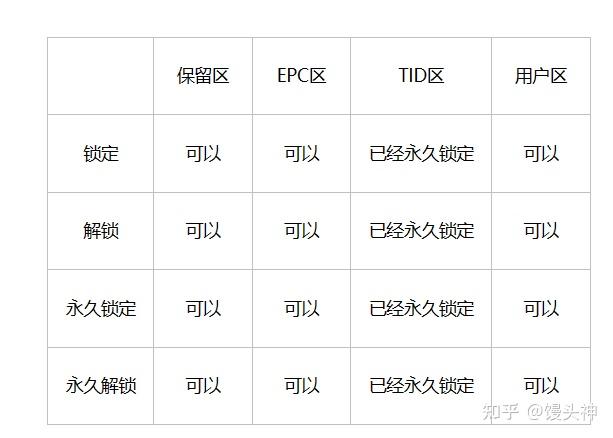 保留区 EPC区 TID区 用户区
锁定 可以 可以 已经永久锁定 可以
解锁 可以 可以 已经永久锁定 可以
永久锁定 可以 可以 已经永久锁定 可以
永久解锁 可以 可以 已经永久锁定 可以
知乎 @馒头神